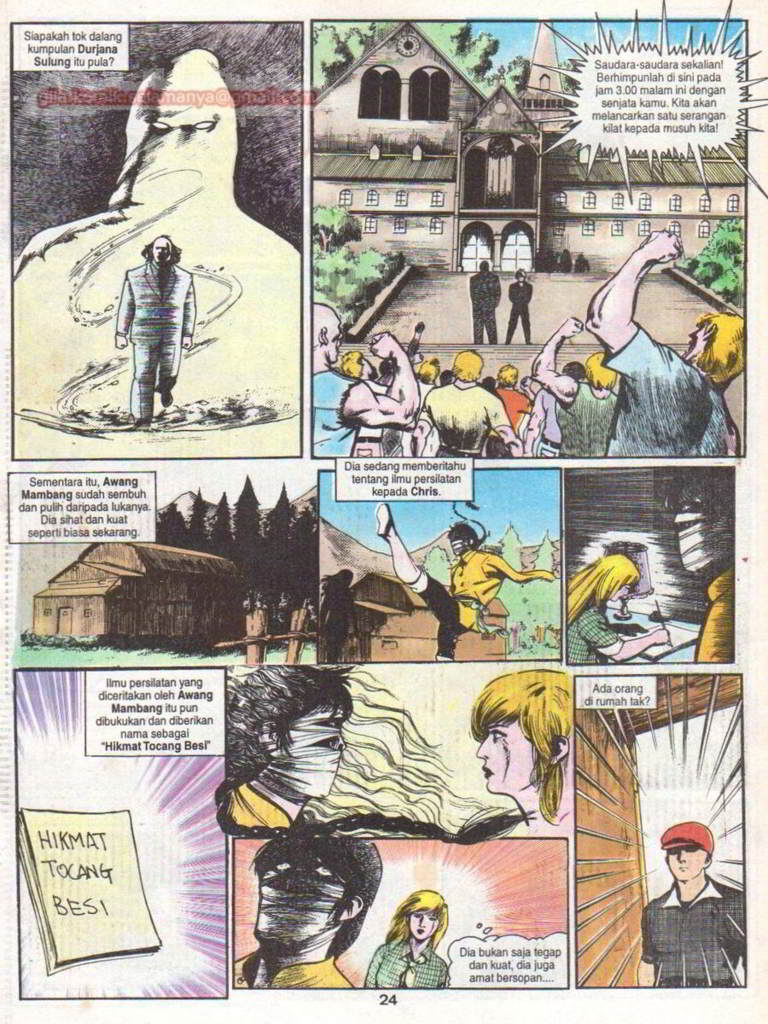 Siapakah tok dalang
kumpulan Durjana
Sulung itu pula?
Saudara-saudara sekalian!
Berhimpunlah di sini pada
jam 3.00 malam ini dengan
senjata kamu. Kita akan
melancarkan satu serangan
kilat kepada musuh kita!
Sementara itu, Awang
Mambang sudah sembuh
dan pulih daripada lukanya.
Dia sihat dan kuat
seperti biasa sekarang.
Dia sedang memberitahu
tentang ilmu persilatan
kepada Chris.
Ilmu persilatan yang
diceritakan oleh Awang
Mambang itu pun
dibukukan dan diberikan
nama sebagai
"Hikmat Tocang Besi"
HIKMAT
TOCANG
BESI
Ada orang
di rumah tak?
Dia bukan saja tegap
dan kuat, dia juga
amat bersopan....
24